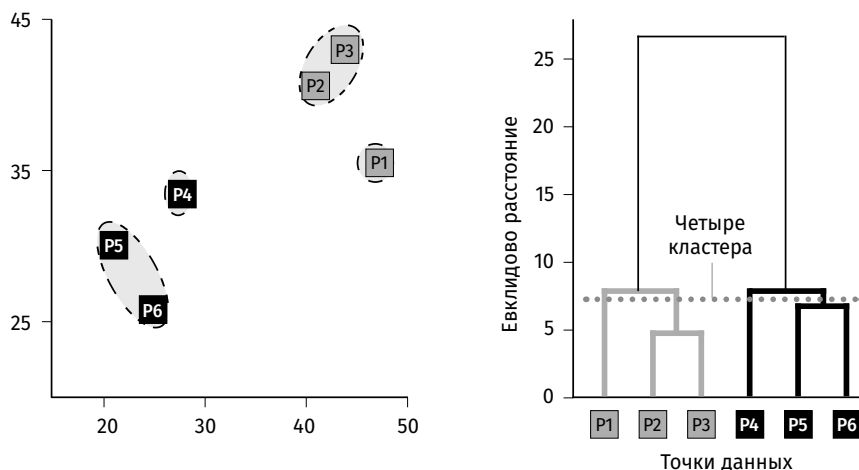 45
35
25
20
30
40
50
P3
P2
P1
P4
P5
P6
Евклидово расстояние
25
20
15
10
5
0
Четыре
кластера
P1 P2 P3 P4 P5 P6
Точки данных